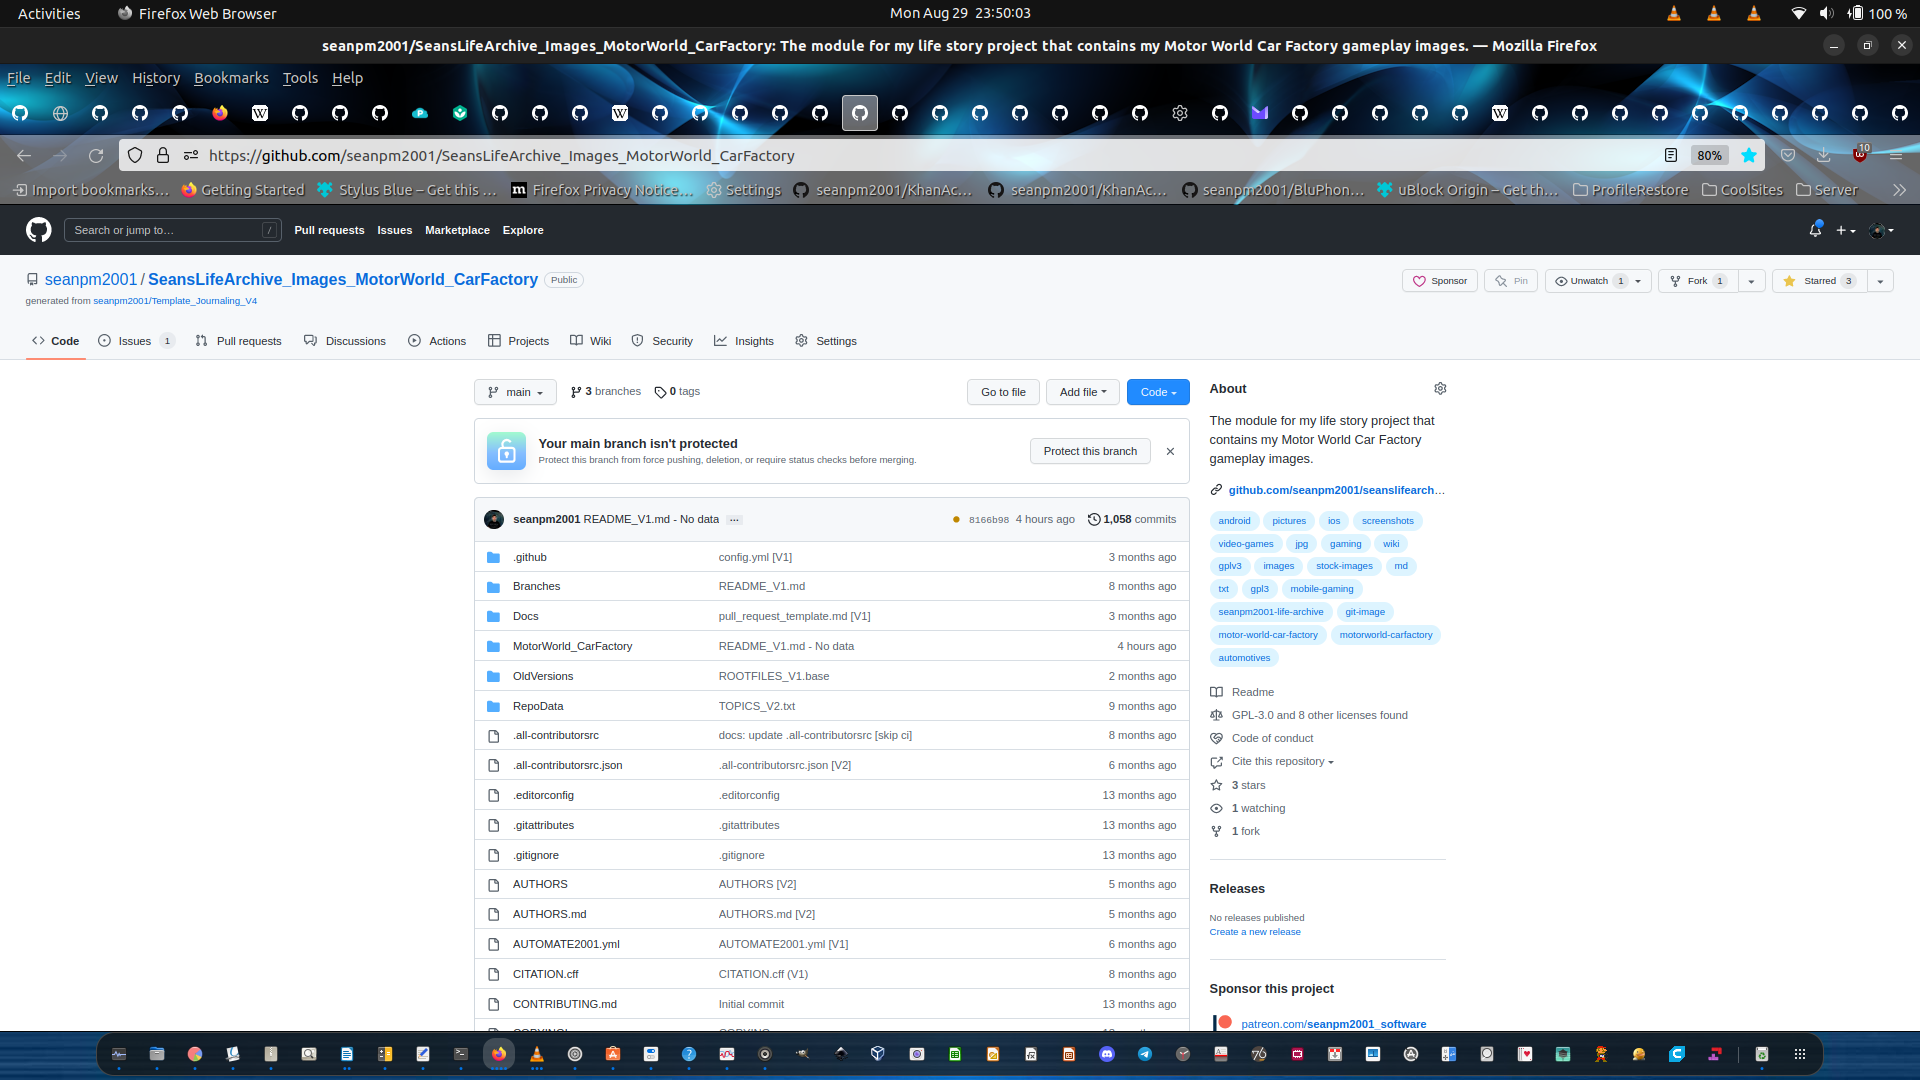 Activities Firefox Web Browser Mon Aug 29 23:50:03 100 %
seanpm2001/SeansLifeArchive_Images_MotorWorld_CarFactory: The module for my life story project that contains my Motor World Car Factory gameplay images. — Mozilla Firefox
File Edit View History Bookmarks Tools Help
https://github.com/seanpm2001/SeansLifeArchive_Images_MotorWorld_CarFactory 80% 10
Import bookmarks… Getting Started Stylus Blue – Get this … Firefox Privacy Notice… Settings seanpm2001/KhanAc… seanpm2001/KhanAc… seanpm2001/BluPhon… uBlock Origin – Get th… ProfileRestore CoolSites Server
Search or jump to… / Pull requests Issues Marketplace Explore
seanpm2001 / SeansLifeArchive_Images_MotorWorld_CarFactory Public
Sponsor Pin Unwatch 1 Fork 1 Starred 3
generated from seanpm2001/Template_Journaling_V4
Code Issues 1 Pull requests Discussions Actions Projects Wiki Security Insights Settings
main 3 branches 0 tags Go to file Add file Code
Your main branch isn't protected
Protect this branch from force pushing, deletion, or require status checks before merging.
Protect this branch
seanpm2001 README_V1.md - No data … 8166b98 4 hours ago 1,058 commits
.github config.yml [V1] 3 months ago
Branches README_V1.md 8 months ago
Docs pull_request_template.md [V1] 3 months ago
MotorWorld_CarFactory README_V1.md - No data 4 hours ago
OldVersions ROOTFILES_V1.base 2 months ago
RepoData TOPICS_V2.txt 9 months ago
.all-contributorsrc docs: update .all-contributorsrc [skip ci] 8 months ago
.all-contributorsrc.json .all-contributorsrc.json [V2] 6 months ago
.editorconfig .editorconfig 13 months ago
.gitattributes .gitattributes 13 months ago
.gitignore .gitignore 13 months ago
AUTHORS AUTHORS [V2] 5 months ago
AUTHORS.md AUTHORS.md [V2] 5 months ago
AUTOMATE2001.yml AUTOMATE2001.yml [V1] 6 months ago
CITATION.cff CITATION.cff (V1) 8 months ago
CONTRIBUTING.md Initial commit 13 months ago
About
The module for my life story project that
contains my Motor World Car Factory
gameplay images.
github.com/seanpm2001/seanslifearch…
android pictures ios screenshots
video-games jpg gaming wiki
gplv3 images stock-images md
txt gpl3 mobile-gaming
seanpm2001-life-archive git-image
motor-world-car-factory motorworld-carfactory
automotives
Readme
GPL-3.0 and 8 other licenses found
Code of conduct
Cite this repository
3 stars
1 watching
1 fork
Releases
No releases published
Create a new release
Sponsor this project
patreon.com/seanpm2001_software